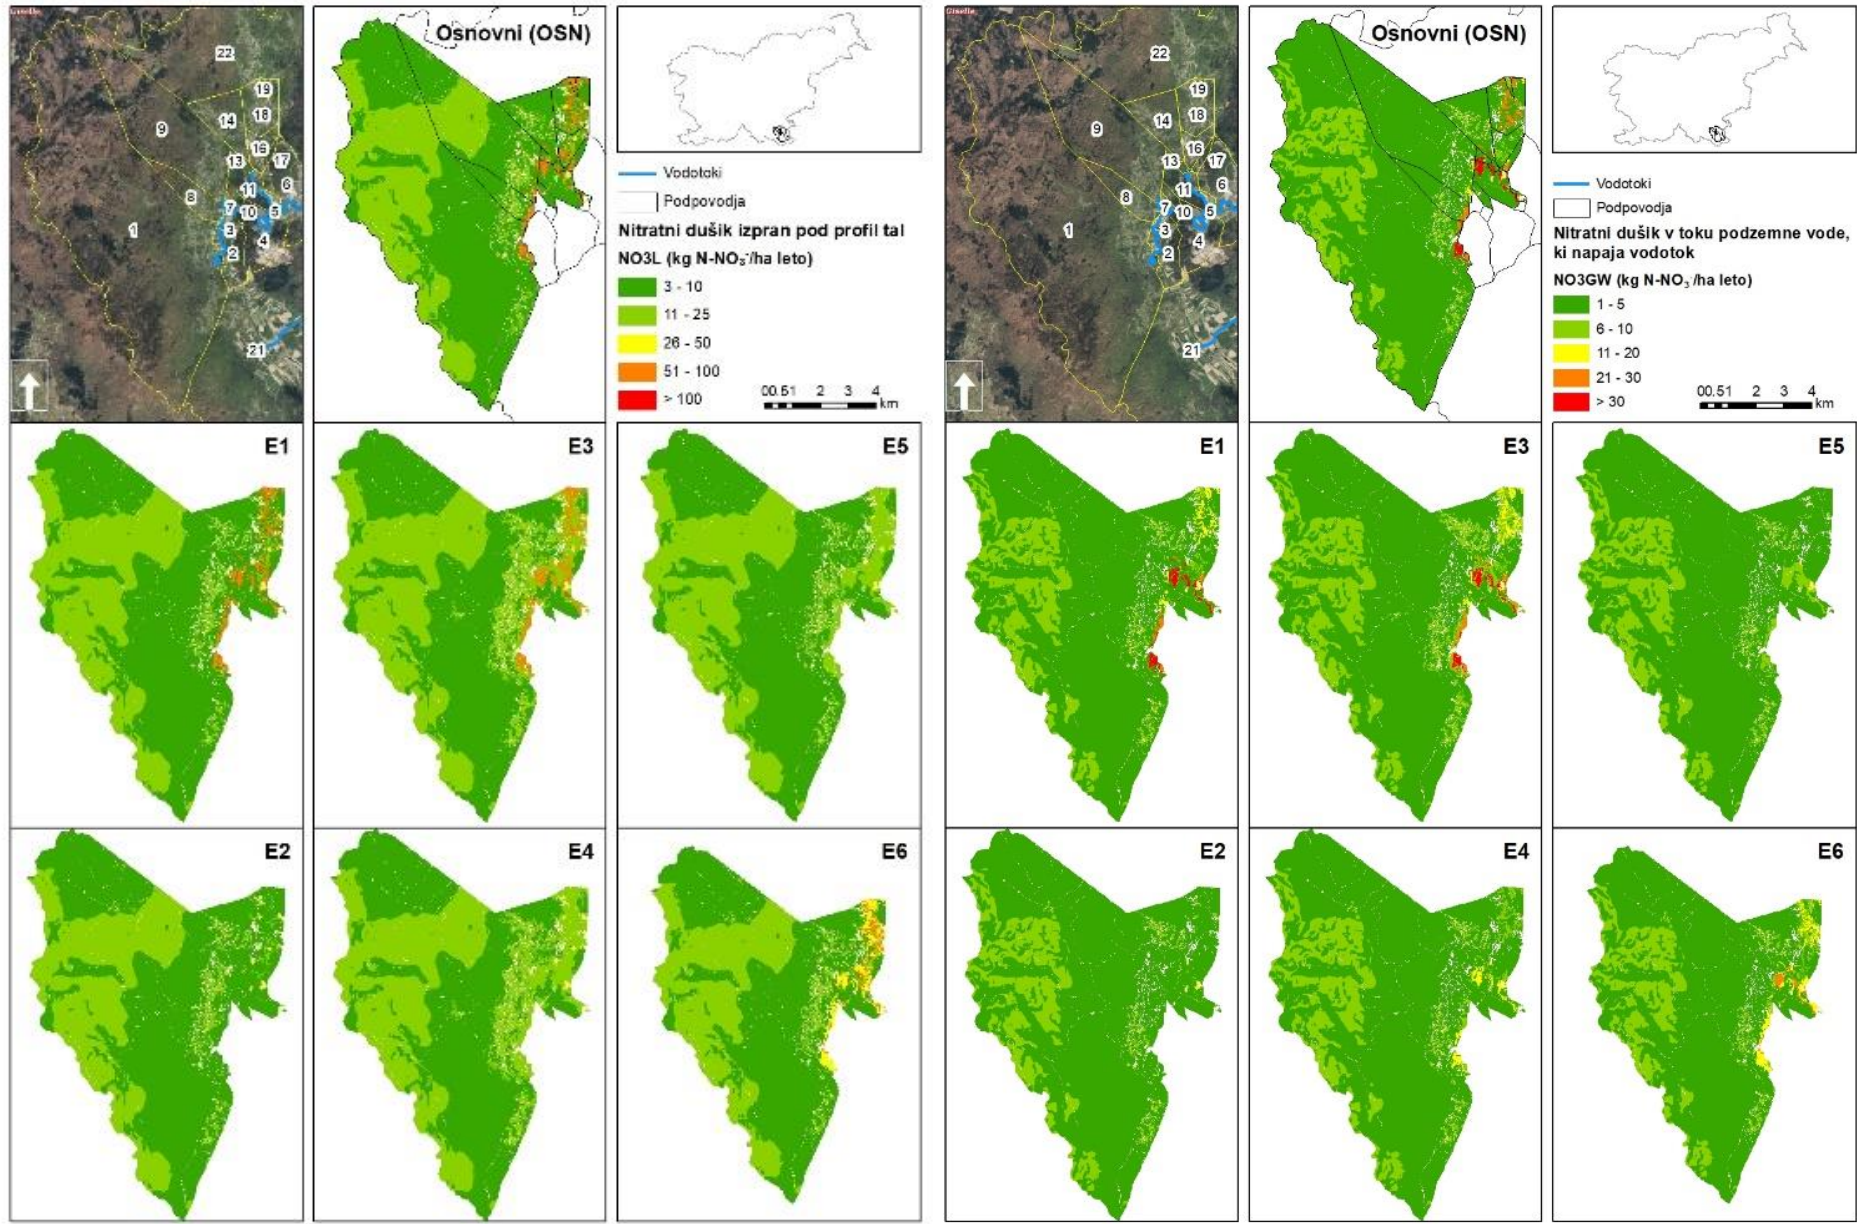 Osnovni (OSN)
22
19
18
14
9
16
13
17
6
11
8
7
10
5
3
1
4
2
21
Vodotoki
Podpovodja
Nitratni dušik izpran pod profil tal
NO3L (kg N-NO₃⁻/ha leto)
3 - 10
11 - 25
26 - 50
51 - 100
> 100
00.51 2 3 4
km
Osnovni (OSN)
22
19
18
14
9
16
13
17
6
11
8
7
10
5
3
1
4
2
21
Vodotoki
Podpovodja
Nitratni dušik v toku podzemne vode,
ki napaja vodotok
NO3GW (kg N-NO₃⁻/ha leto)
1 - 5
6 - 10
11 - 20
21 - 30
> 30
00.51 2 3 4
km
E1
E3
E5
E1
E3
E5
E2
E4
E6
E2
E4
E6